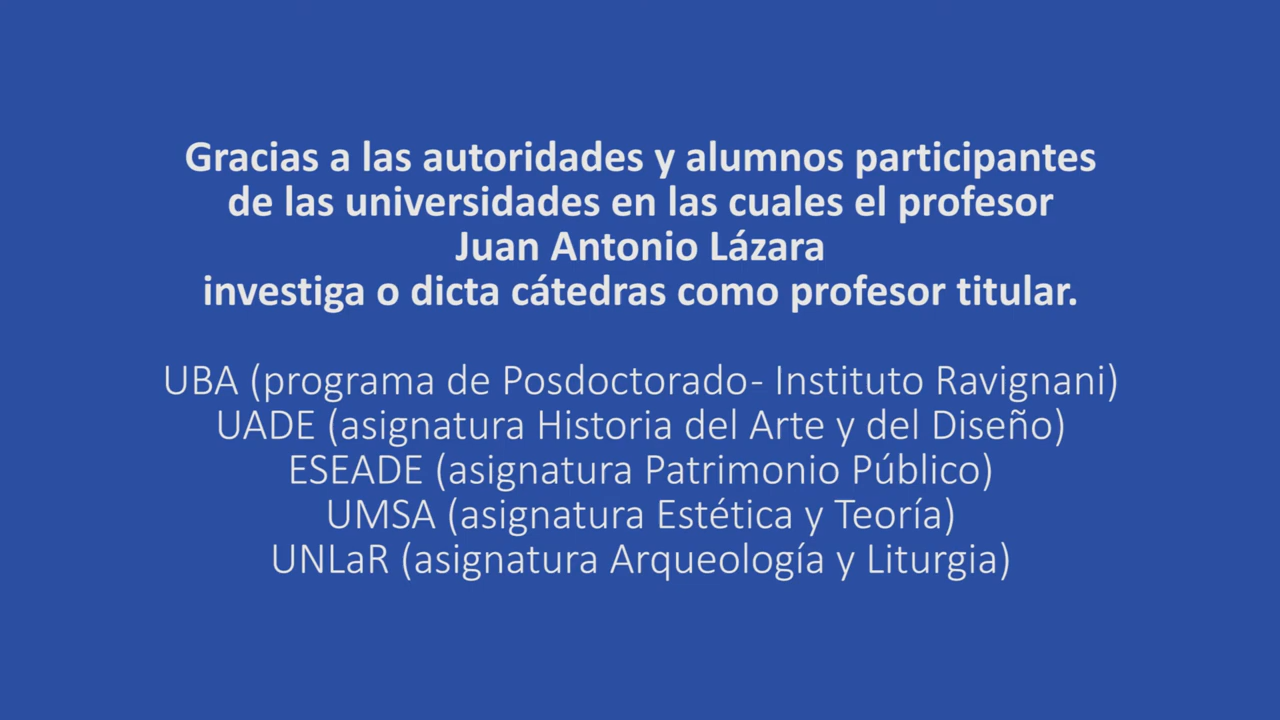 Gracias a las autoridades y alumnos participantes
de las universidades en las cuales el profesor
Juan Antonio Lázara
investiga o dicta cátedras como profesor titular.
UBA (programa de Posdoctorado- Instituto Ravignani)
UADE (asignatura Historia del Arte y del Diseño)
ESEADE (asignatura Patrimonio Público)
UMSA (asignatura Estética y Teoría)
UNLaR (asignatura Arqueología y Liturgia)